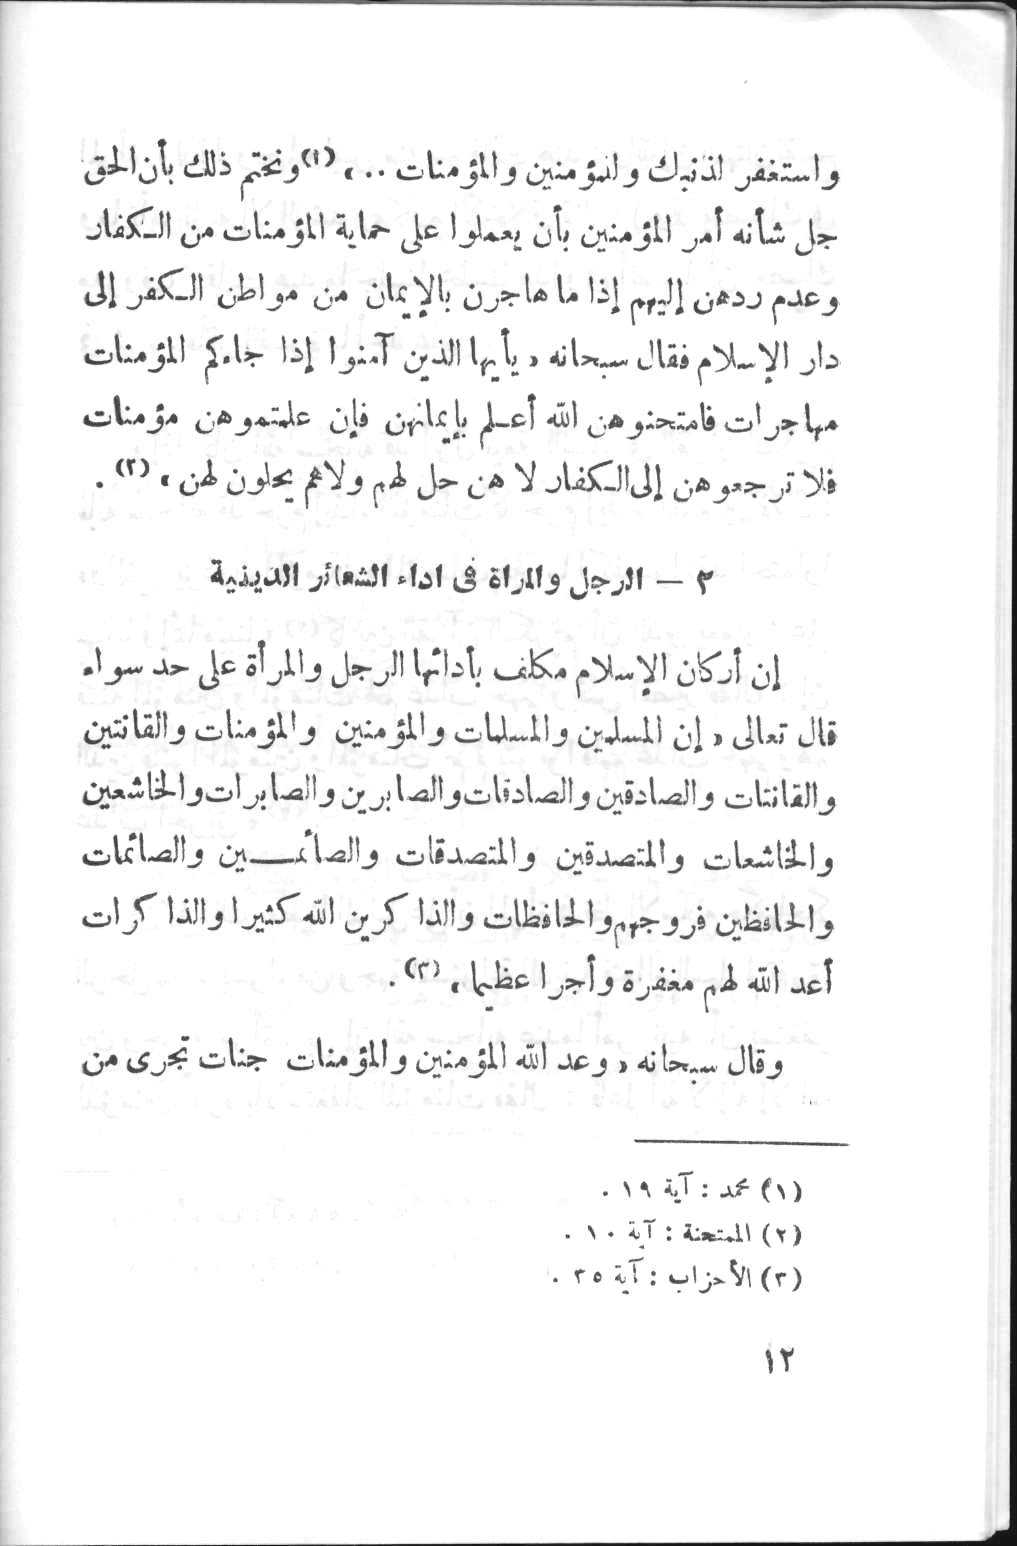 واستغفر لذنبك وللمؤمنين والمؤمنات ..، (١) ونختم ذلك بأن الحق
جل شأنه أمر المؤمنين بأن يعملوا على حماية المؤمنات من الكفار
وعدم ردهن إليهم إذا ما هاجرن بالإيمان من مواطن الكفر إلى
دار الإسلام فقال سبحانه « يأيها الذين آمنوا إذا جاءكم المؤمنات
مهاجرات فامتحنوهن الله أعلم بإيمانهن فإن علمتموهن مؤمنات
فلا ترجعوهن إلى الكفار لا هن حل لهم ولا هم يحلون لهن » (٢) .
٢ — الرجل والمرأة فى اداء الشعائر الدينية
إن أركان الإسلام مكلف بأدائها الرجل والمرأة على حد سواء
قال تعالى « إن المسلمين والمسلمات والمؤمنين والمؤمنات والقانتين
والقانتات والصادقين والصادقات والصابرين والصابرات والخاشعين
والخاشعات والمتصدقين والمتصدقات والصائمـــين والصائمات
والحافظين فروجهم والحافظات والذاكرين الله كثيرا والذاكرات
أعد الله لهم مغفرة وأجرا عظيما » (٣) .
وقال سبحانه « وعد الله المؤمنين والمؤمنات جنات تجرى من
(١) محمد : آية ١٩ .
(٢) الممتحنة : آية ١٠ .
(٣) الأحزاب : آية ٣٥ .
١٢